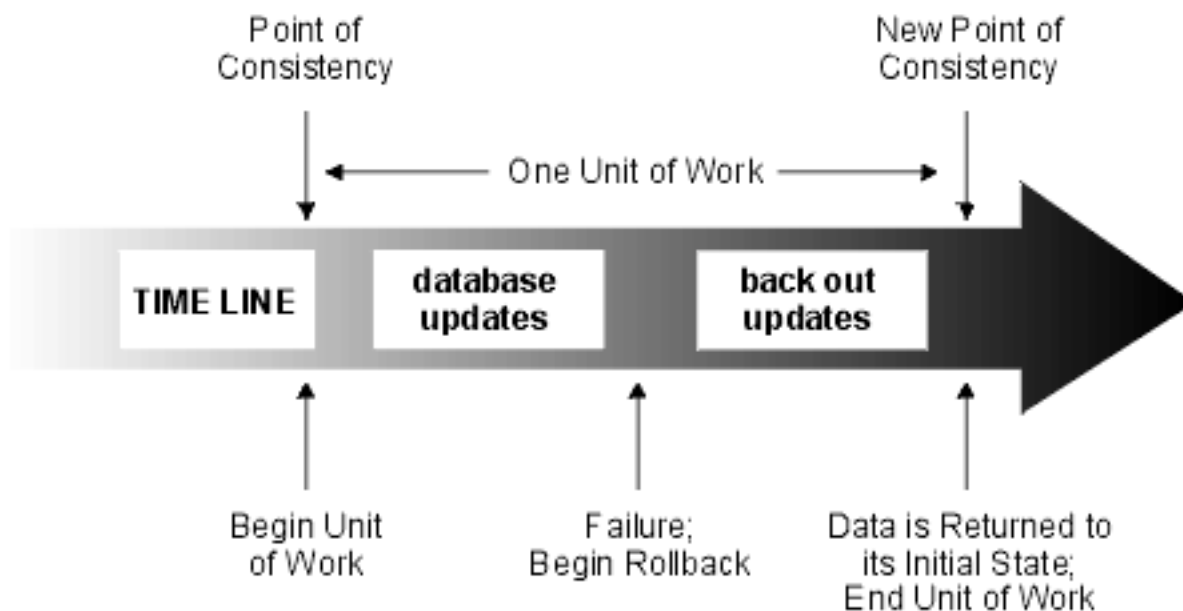 Point of
Consistency
New Point of
Consistency
One Unit of Work
TIME LINE
database
updates
back out
updates
Begin Unit
of Work
Failure;
Begin Rollback
Data is Returned to
its Initial State;
End Unit of Work